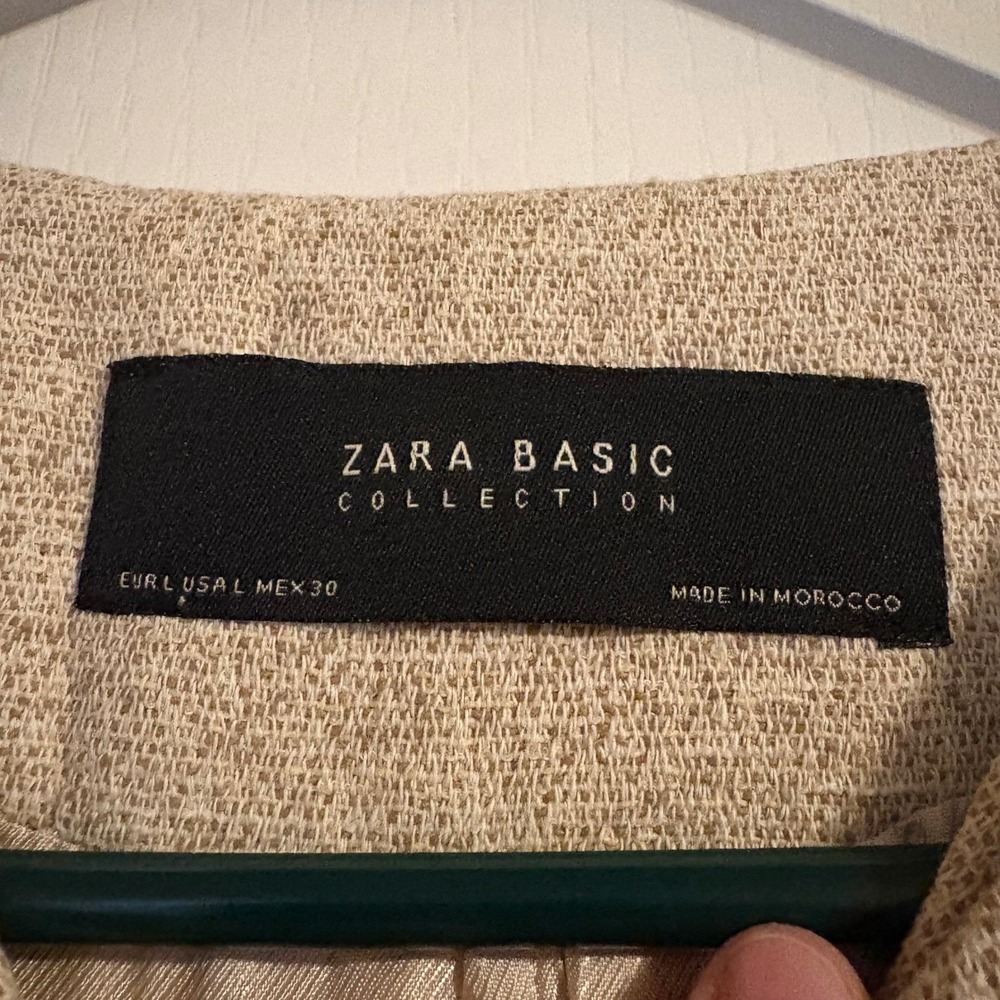 ZARA BASIC
COLLECTION
EUR L USA L MEX 30
MADE IN MOROCCO